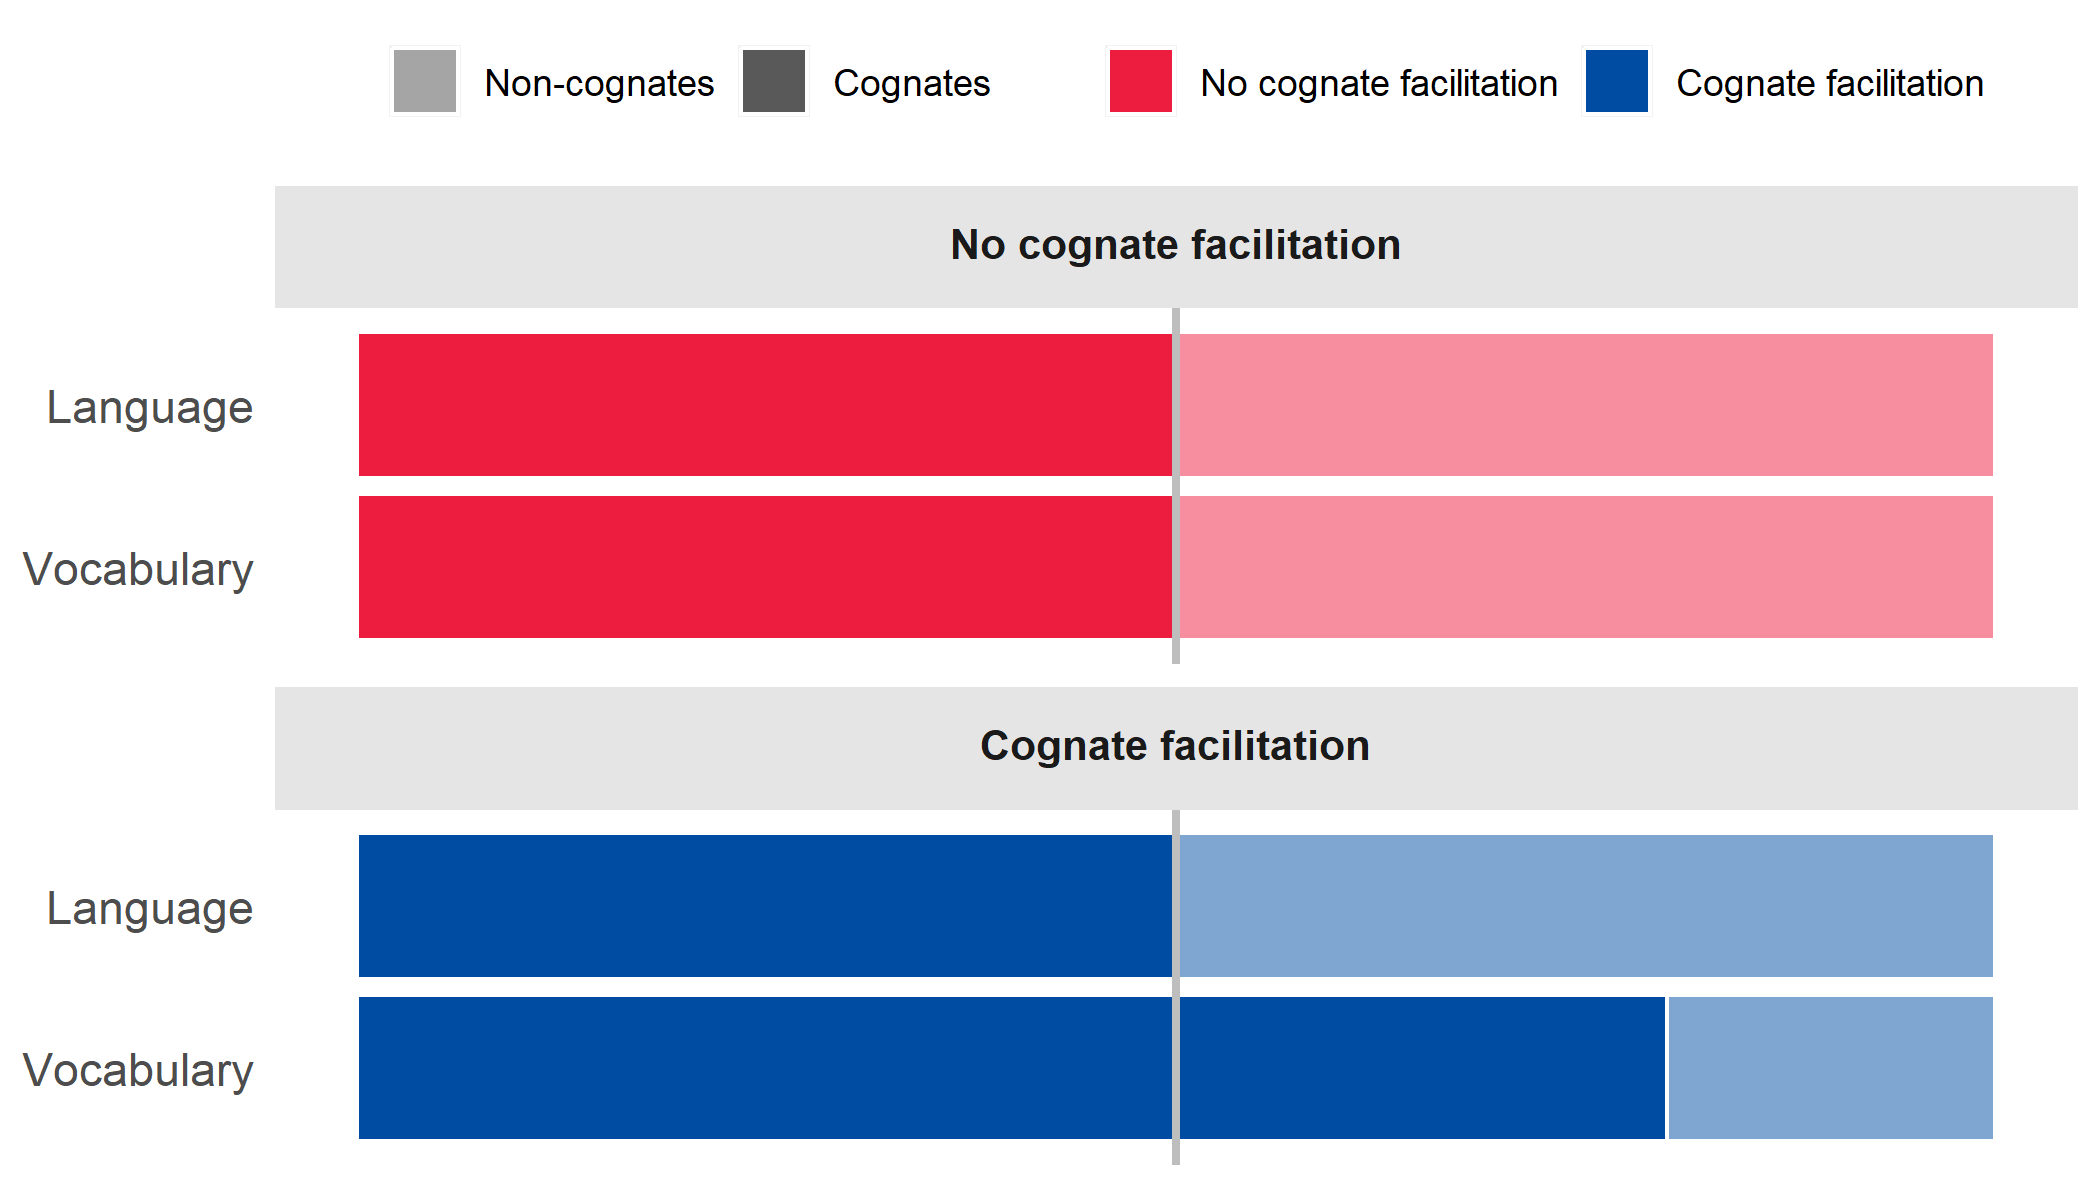 Non-cognates Cognates No cognate facilitation Cognate facilitation
No cognate facilitation
Language
Vocabulary
Cognate facilitation
Language
Vocabulary